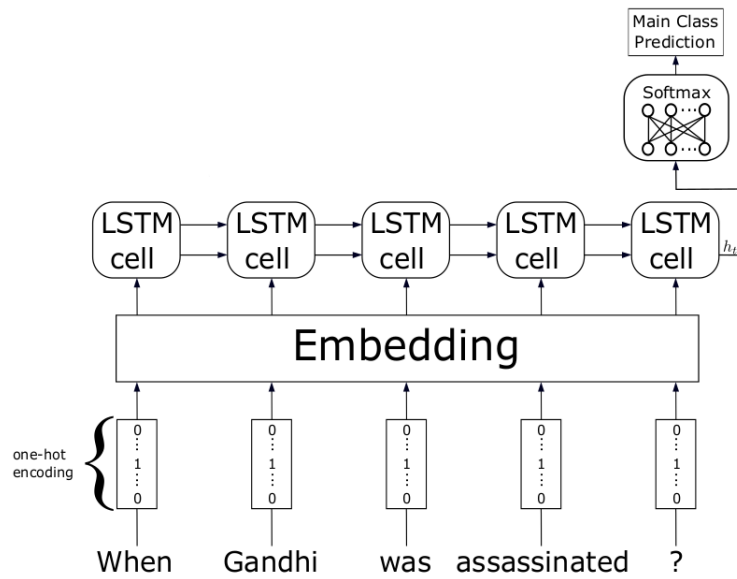 Main Class
Prediction
Softmax
LSTM LSTM LSTM LSTM LSTM
cell cell cell cell cell
h_t
Embedding
one-hot
encoding
0 0 0 0 0
1 1 1 1 1
0 0 0 0 0
When Gandhi was assassinated ?